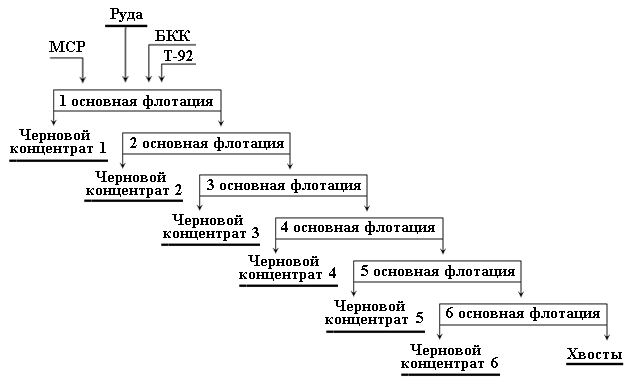 Руда
МСР
БКК
Т-92
1 основная флотация
Черновой
концентрат 1
2 основная флотация
Черновой
концентрат 2
3 основная флотация
Черновой
концентрат 3
4 основная флотация
Черновой
концентрат 4
5 основная флотация
Черновой
концентрат 5
6 основная флотация
Черновой
концентрат 6
Хвосты